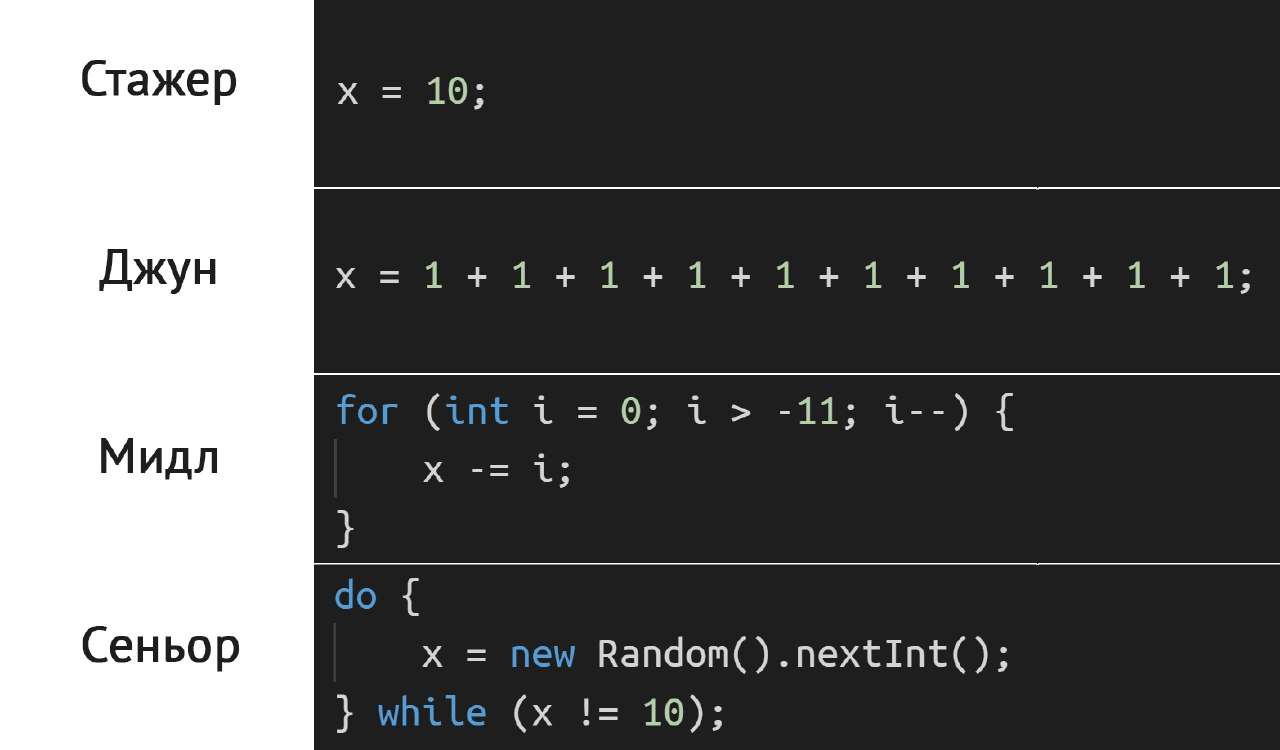 Стажер
x = 10;
Джун
x = 1 + 1 + 1 + 1 + 1 + 1 + 1 + 1 + 1 + 1;
Мидл
for (int i = 0; i > -11; i--) {
    x -= i;
}
Сеньор
do {
    x = new Random().nextInt();
} while (x != 10);